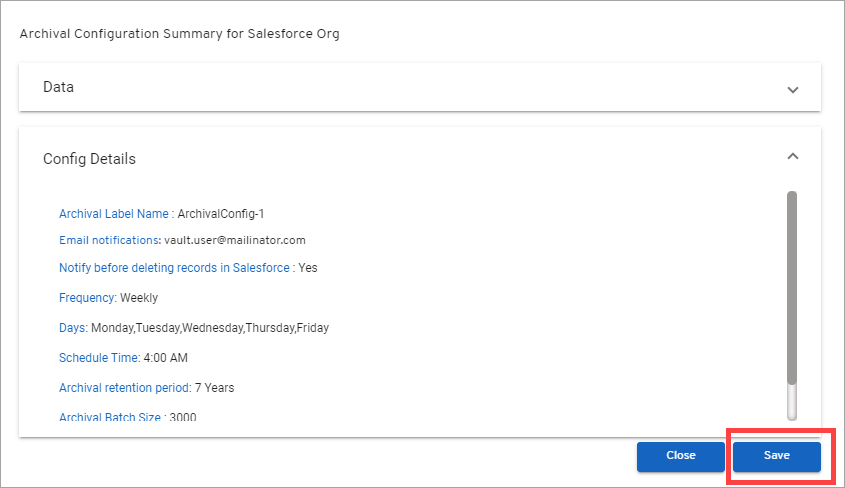 Archival Configuration Summary for Salesforce Org
Data
Config Details
Archival Label Name : ArchivalConfig-1
Email notifications: vault.user@mailinator.com
Notify before deleting records in Salesforce : Yes
Frequency: Weekly
Days: Monday,Tuesday,Wednesday,Thursday,Friday
Schedule Time: 4:00 AM
Archival retention period: 7 Years
Archival Batch Size : 3000
Close Save